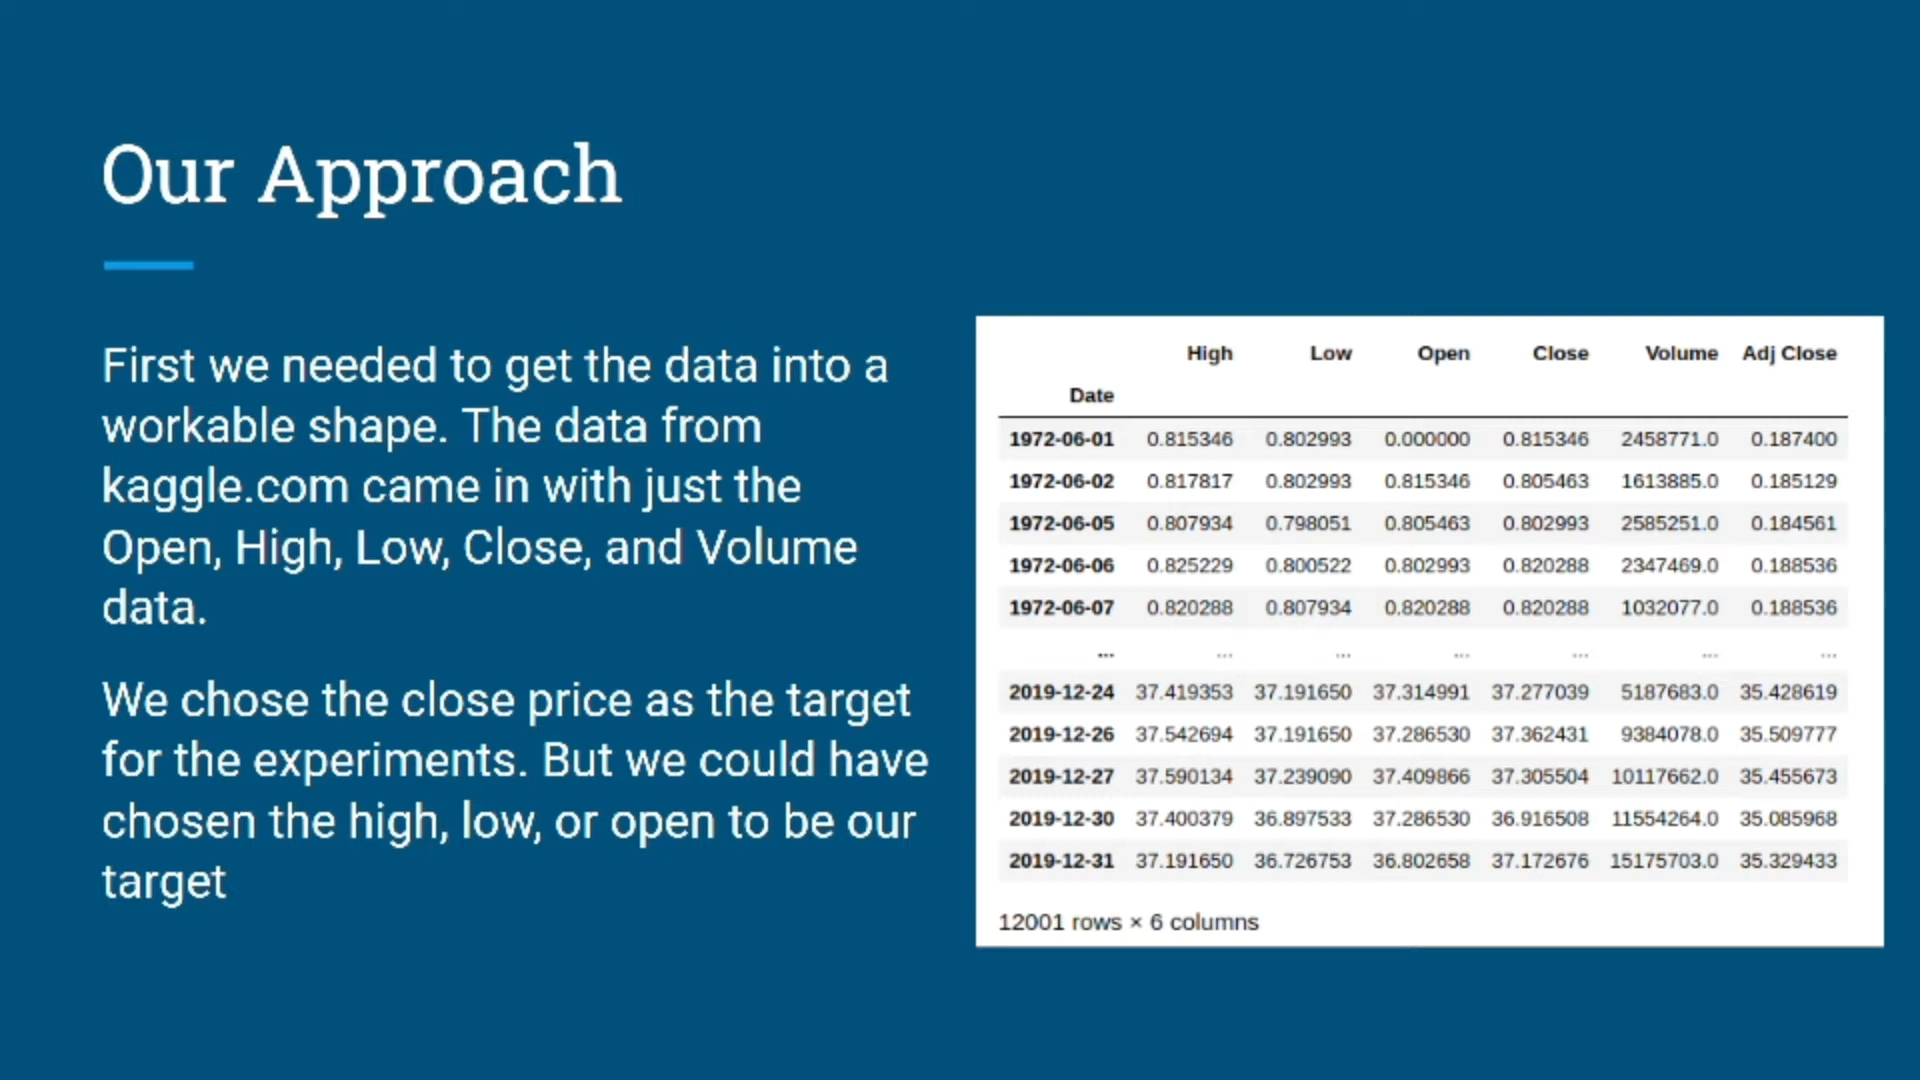 Our Approach
First we needed to get the data into a
workable shape. The data from
kaggle.com came in with just the
Open, High, Low, Close, and Volume
data.
We chose the close price as the target
for the experiments. But we could have
chosen the high, low, or open to be our
target
High Low Open Close Volume Adj Close
Date
1972-06-01 0.815346 0.802993 0.000000 0.815346 2458771.0 0.187400
1972-06-02 0.817817 0.802993 0.815346 0.805463 1613885.0 0.185129
1972-06-05 0.807934 0.798051 0.805463 0.802993 2585251.0 0.184561
1972-06-06 0.825229 0.800522 0.802993 0.820288 2347469.0 0.188536
1972-06-07 0.820288 0.807934 0.820288 0.820288 1032077.0 0.188536
... ... ... ... ... ... ...
2019-12-24 37.419353 37.191650 37.314991 37.277039 5187683.0 35.428619
2019-12-26 37.542694 37.191650 37.286530 37.362431 9384078.0 35.509777
2019-12-27 37.590134 37.239090 37.409866 37.305504 10117662.0 35.455673
2019-12-30 37.400379 36.897533 37.286530 36.916508 11554264.0 35.085968
2019-12-31 37.191650 36.726753 36.802658 37.172676 15175703.0 35.329433
12001 rows × 6 columns